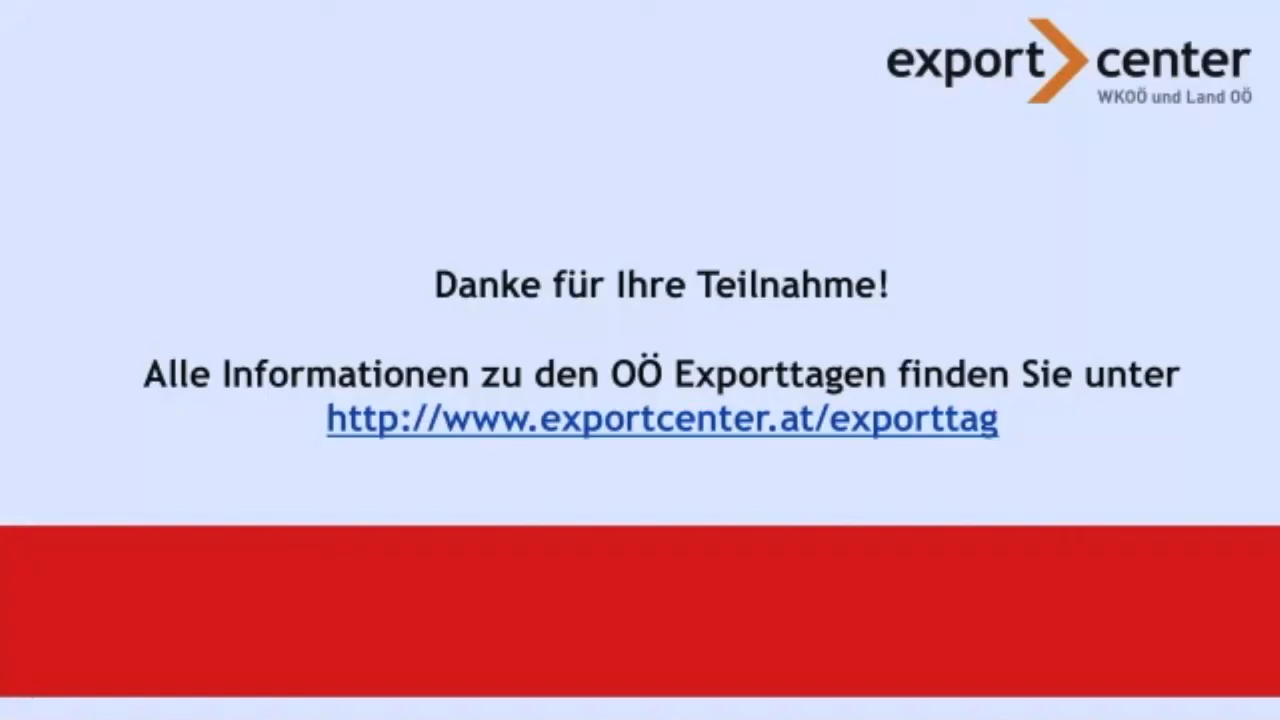 export center
WKOÖ und Land OÖ
Danke für Ihre Teilnahme!
Alle Informationen zu den OÖ Exporttagen finden Sie unter
http://www.exportcenter.at/exporttag